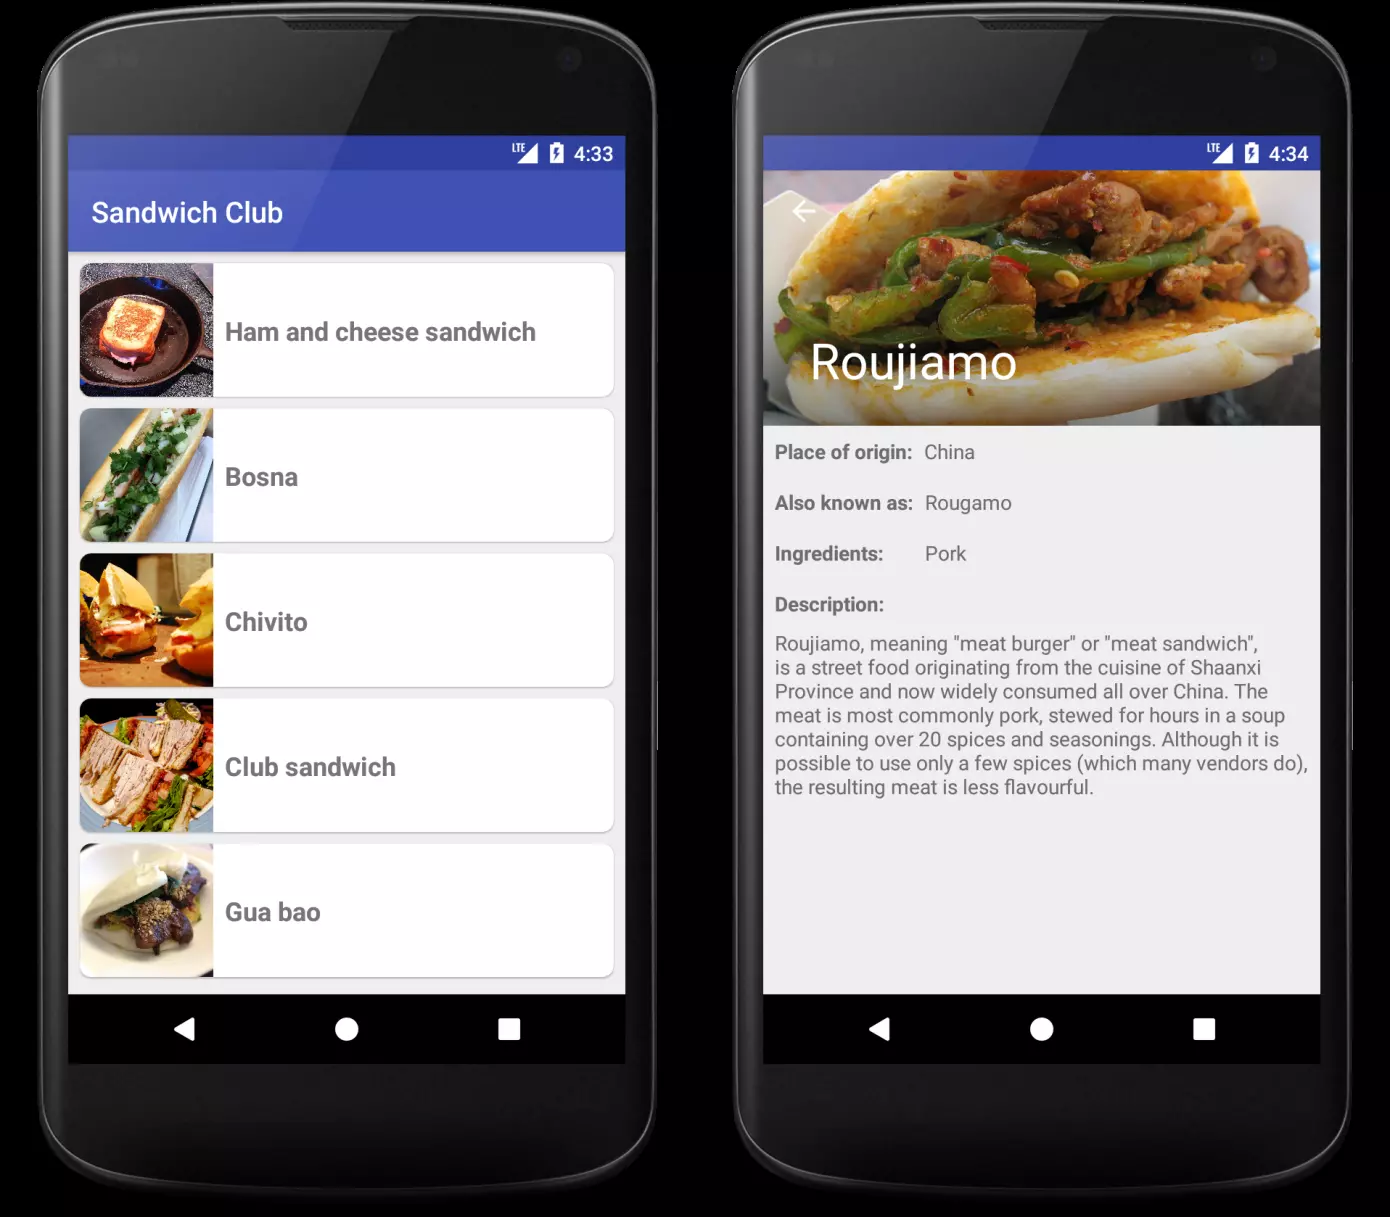 LTE 4:33
Sandwich Club
Ham and cheese sandwich
Bosna
Chivito
Club sandwich
Gua bao
LTE 4:34
Roujiamo
Place of origin: China
Also known as: Rougamo
Ingredients: Pork
Description:
Roujiamo, meaning "meat burger" or "meat sandwich",
is a street food originating from the cuisine of Shaanxi
Province and now widely consumed all over China. The
meat is most commonly pork, stewed for hours in a soup
containing over 20 spices and seasonings. Although it is
possible to use only a few spices (which many vendors do),
the resulting meat is less flavourful.